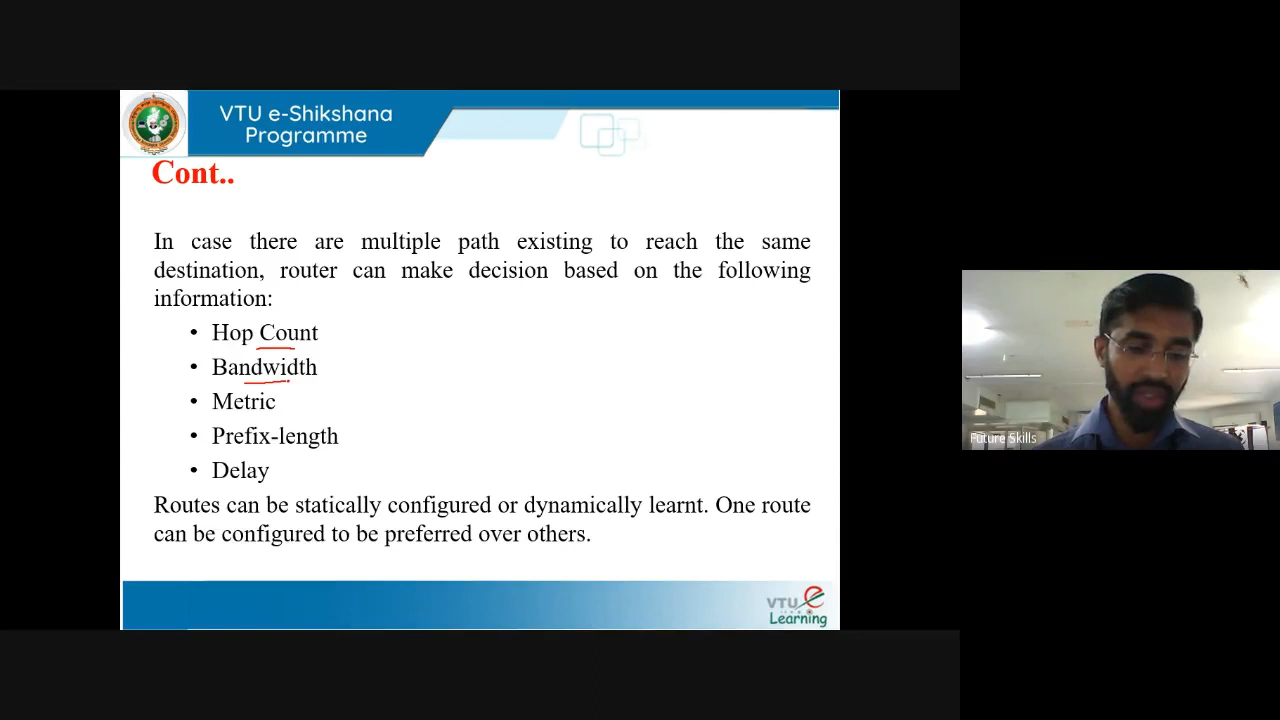 VTU e-Shikshana
Programme
Cont..
In case there are multiple path existing to reach the same
destination, router can make decision based on the following
information:
• Hop Count
• Bandwidth
• Metric
• Prefix-length
• Delay
Routes can be statically configured or dynamically learnt. One route
can be configured to be preferred over others.
VTU e
Learning
Future Skills